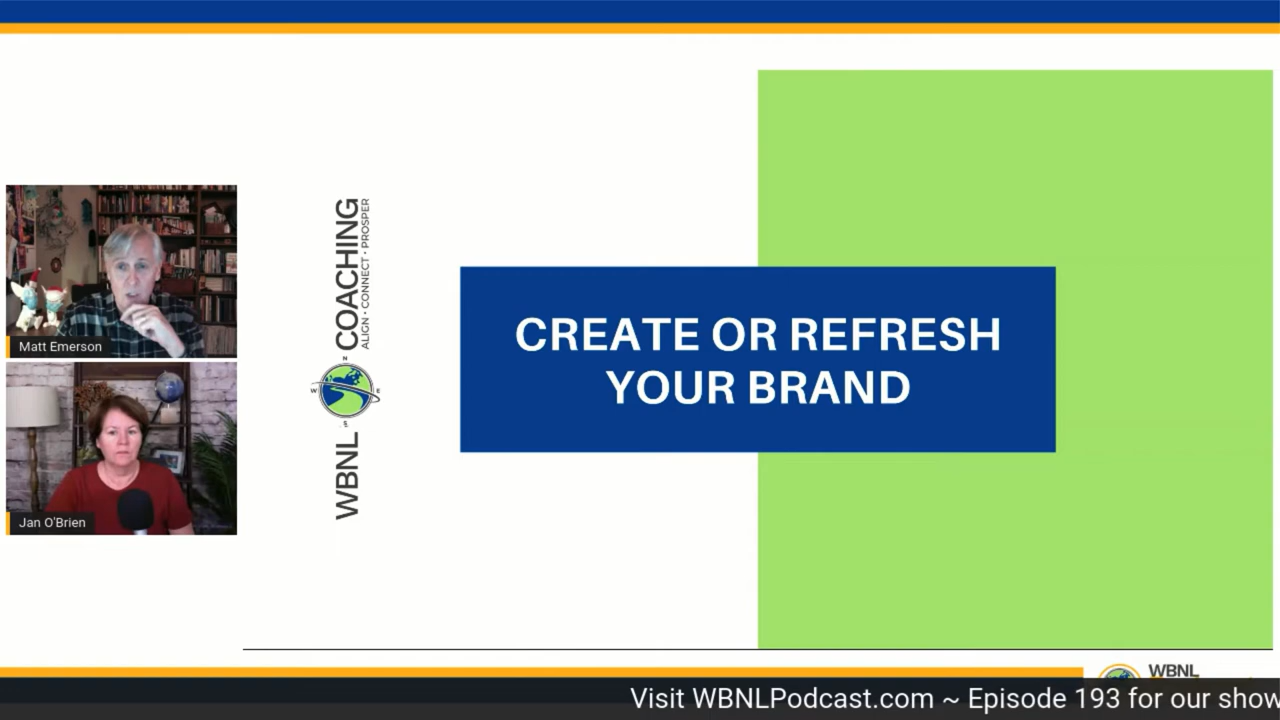 Matt Emerson
Jan O'Brien
WBNL COACHING
ALIGN • CONNECT • PROSPER
N
W E
S
CREATE OR REFRESH
YOUR BRAND
WBNL
Visit WBNLPodcast.com ~ Episode 193 for our show